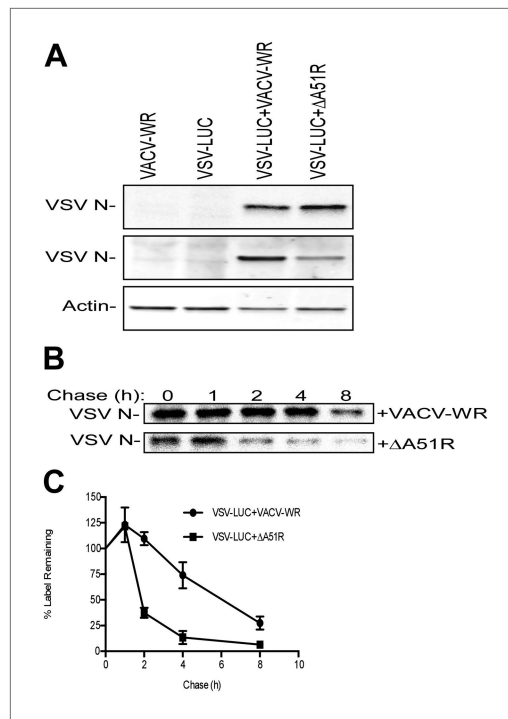 A
VACV-WR
VSV-LUC
VSV-LUC+VACV-WR
VSV-LUC+ΔA51R
VSV N-
VSV N-
Actin-
B
Chase (h): 0 1 2 4 8
VSV N- +VACV-WR
VSV N- +ΔA51R
C
VSV-LUC+VACV-WR
VSV-LUC+ΔA51R
% Label Remaining
150
125
100
75
50
25
0
0 2 4 6 8 10
Chase (h)